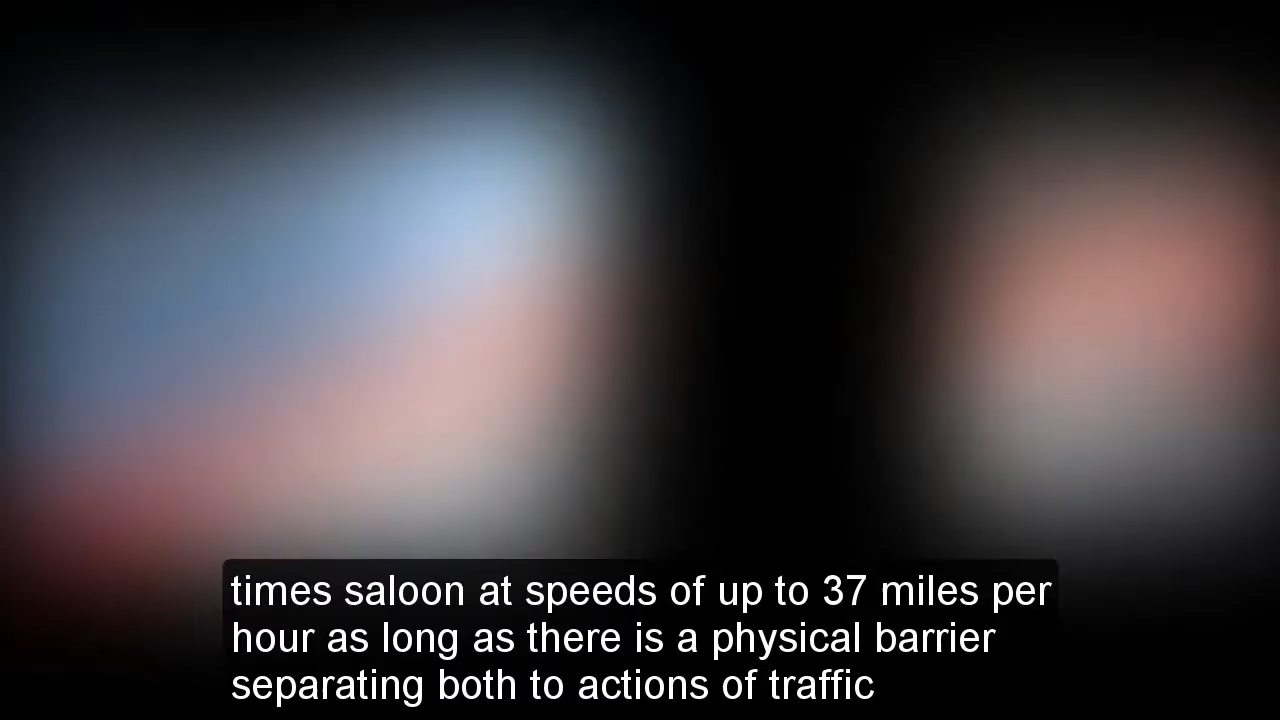 times saloon at speeds of up to 37 miles per
hour as long as there is a physical barrier
separating both to actions of traffic